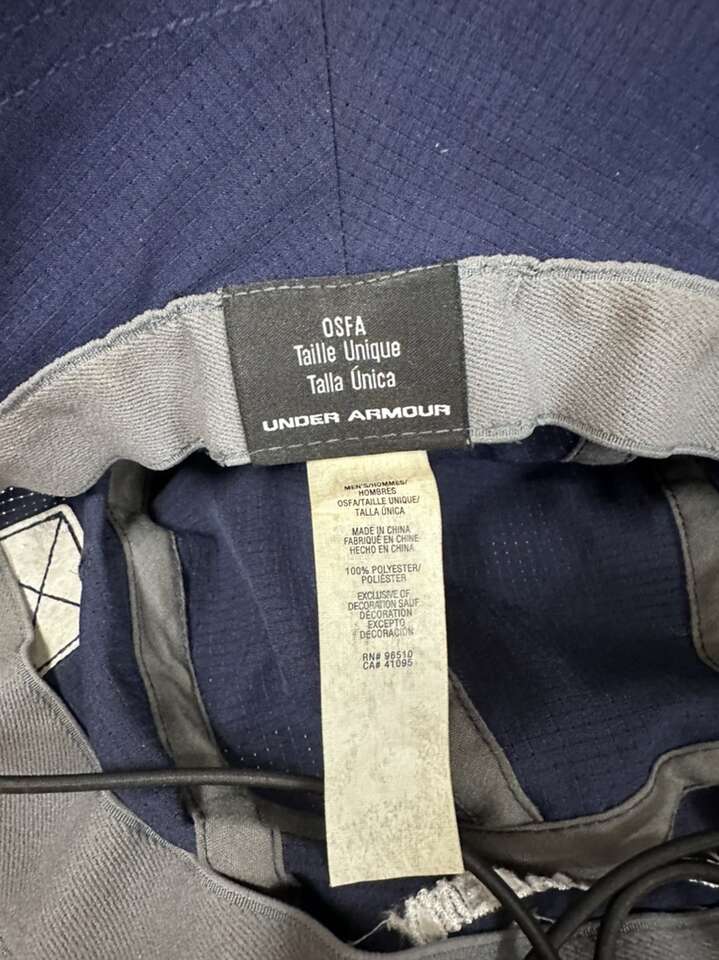 OSFA
Taille Unique
Talla Única
UNDER ARMOUR
MEN'S/HOMMES/
HOMBRES
OSFA/TAILLE UNIQUE/
TALLA ÚNICA
MADE IN CHINA
FABRIQUÉ EN CHINE
HECHO EN CHINA
100% POLYESTER/
POLIÉSTER
EXCLUSIVE OF
DECORATION SAUF
DÉCORATION
EXCEPTO
DECORACIÓN
RN# 96510
CA# 41095